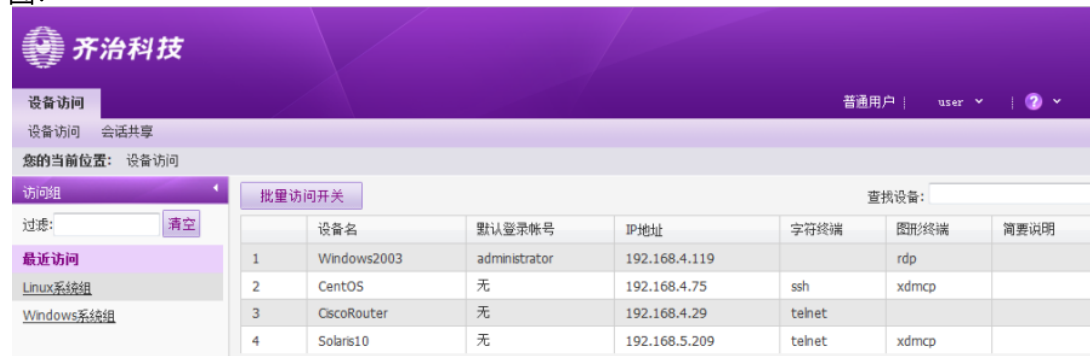 齐治科技
设备访问
普通用户 | user | ?
设备访问 会话共享
您的当前位置: 设备访问
访问组
过滤: 清空
最近访问
Linux系统组
Windows系统组
批量访问开关 查找设备:
设备名 默认登录帐号 IP地址 字符终端 图形终端 简要说明
1 Windows2003 administrator 192.168.4.119 rdp
2 CentOS 无 192.168.4.75 ssh xdmcp
3 CiscoRouter 无 192.168.4.29 telnet
4 Solaris10 无 192.168.5.209 telnet xdmcp